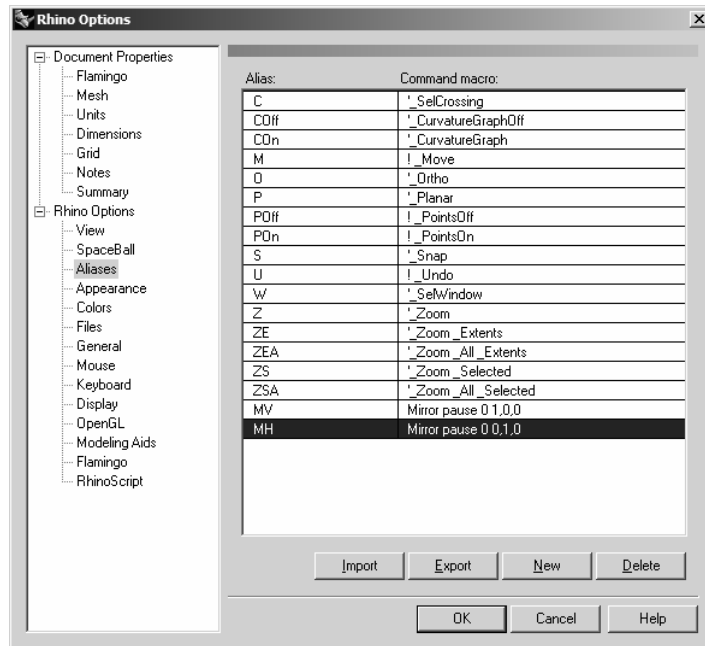 Rhino Options
Document Properties
Flamingo
Mesh
Units
Dimensions
Grid
Notes
Summary
Rhino Options
View
SpaceBall
Aliases
Appearance
Colors
Files
General
Mouse
Keyboard
Display
OpenGL
Modeling Aids
Flamingo
RhinoScript
Alias: Command macro:
C '_SelCrossing
COff '_CurvatureGraphOff
COn '_CurvatureGraph
M ! _Move
O '_Ortho
P '_Planar
POff ! _PointsOff
POn ! _PointsOn
S '_Snap
U ! _Undo
W '_SelWindow
Z '_Zoom
ZE '_Zoom _Extents
ZEA '_Zoom _All _Extents
ZS '_Zoom _Selected
ZSA '_Zoom _All _Selected
MV Mirror pause 0 1,0,0
MH Mirror pause 0 0,1,0
Import Export New Delete
OK Cancel Help